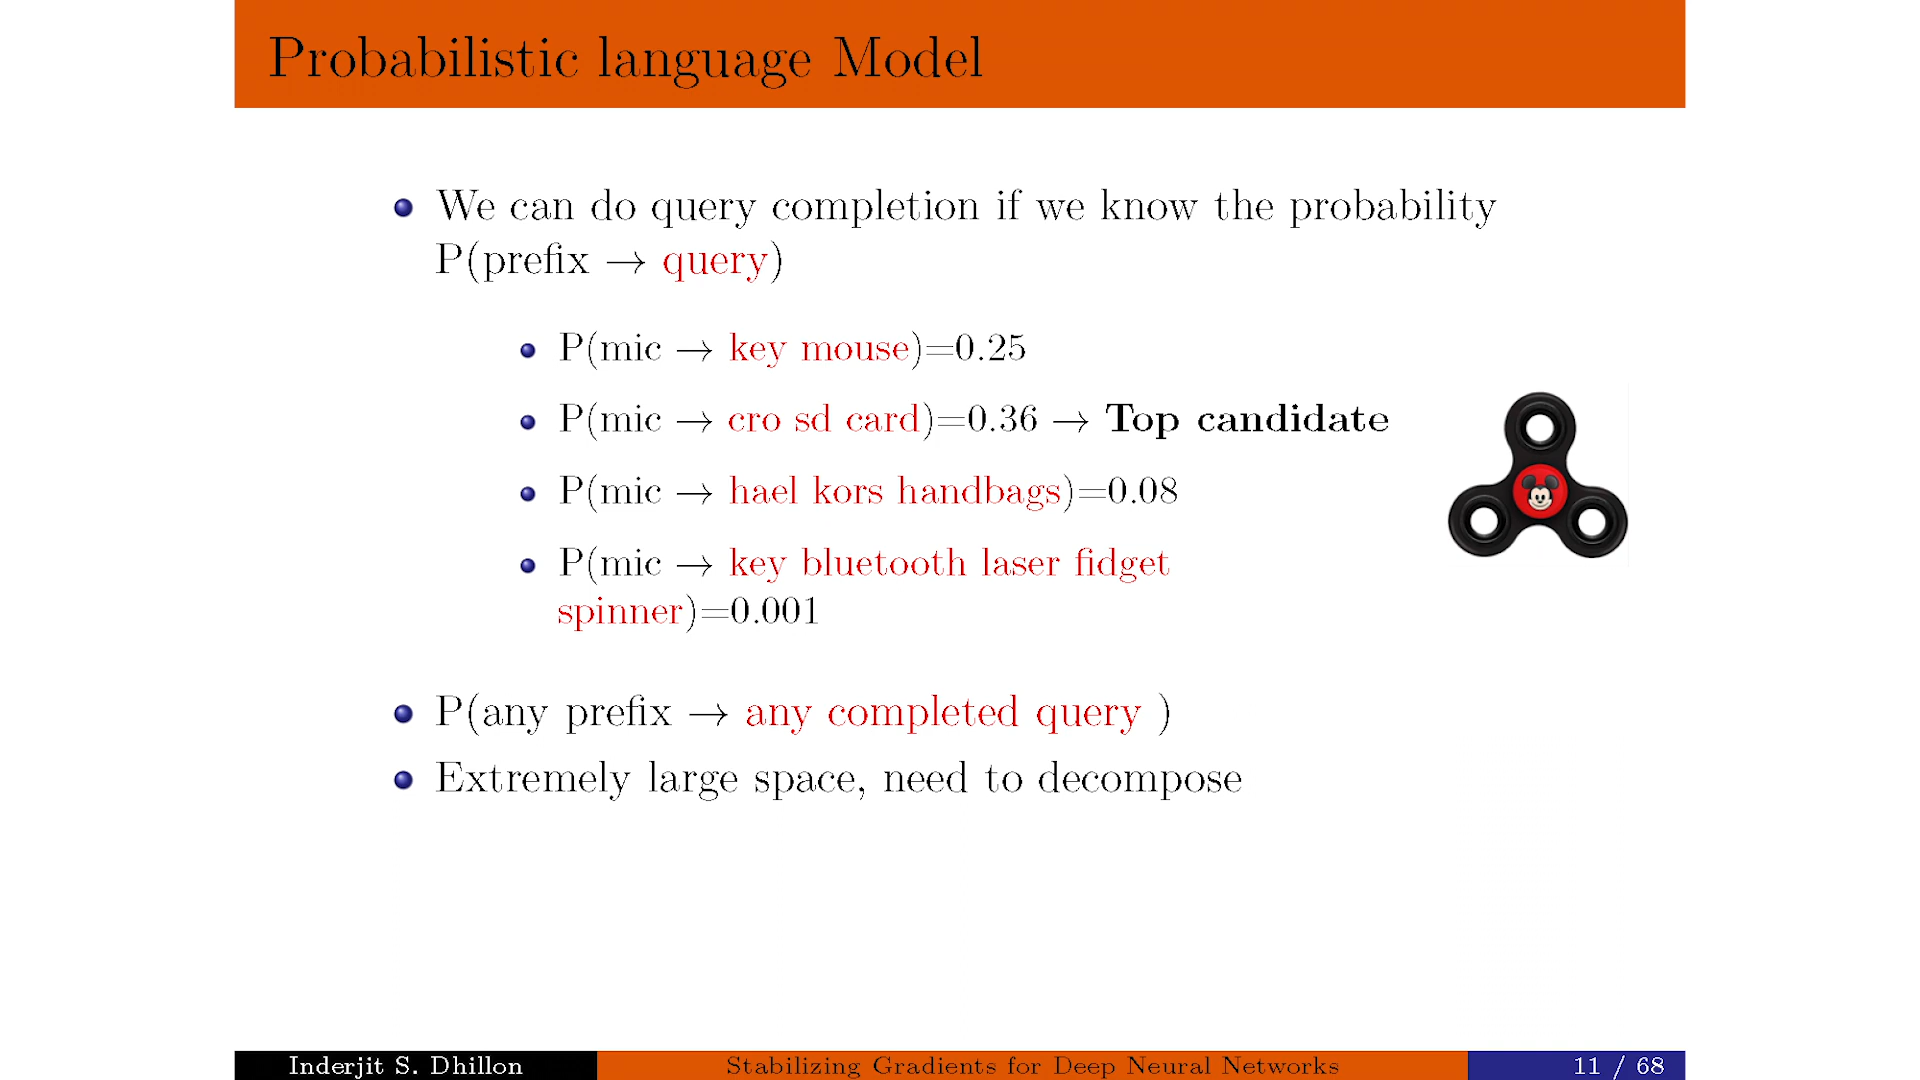 Probabilistic language Model
We can do query completion if we know the probability
P(prefix → query)
P(mic → key mouse)=0.25
P(mic → cro sd card)=0.36 → Top candidate
P(mic → hael kors handbags)=0.08
P(mic → key bluetooth laser fidget
spinner)=0.001
P(any prefix → any completed query )
Extremely large space, need to decompose
Inderjit S. Dhillon
Stabilizing Gradients for Deep Neural Networks
11 / 68